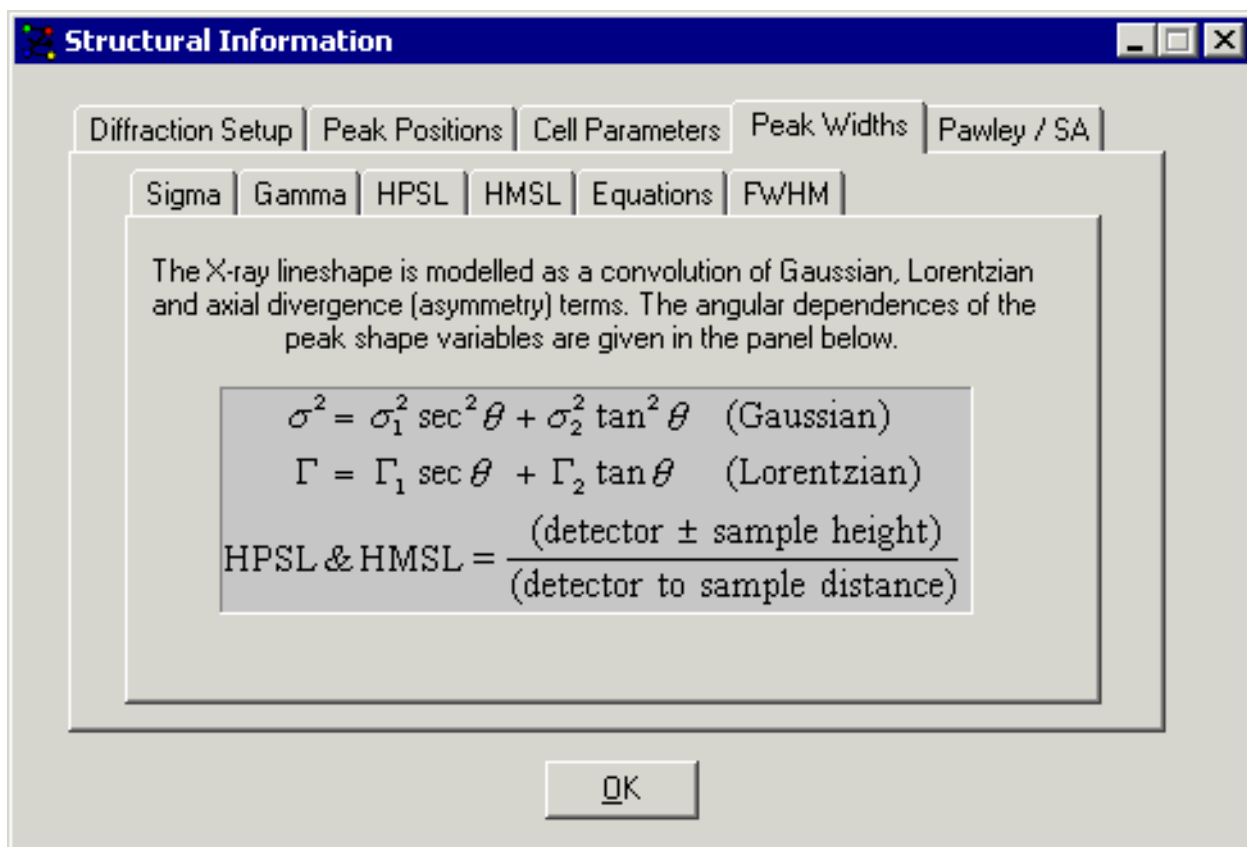 Structural Information
Diffraction Setup Peak Positions Cell Parameters Peak Widths Pawley / SA
Sigma Gamma HPSL HMSL Equations FWHM
The X-ray lineshape is modelled as a convolution of Gaussian, Lorentzian
and axial divergence (asymmetry) terms. The angular dependences of the
peak shape variables are given in the panel below.
σ² = σ₁² sec² θ + σ₂² tan² θ (Gaussian)
Γ = Γ₁ sec θ + Γ₂ tan θ (Lorentzian)
(detector ± sample height)
HPSL & HMSL =
(detector to sample distance)
OK